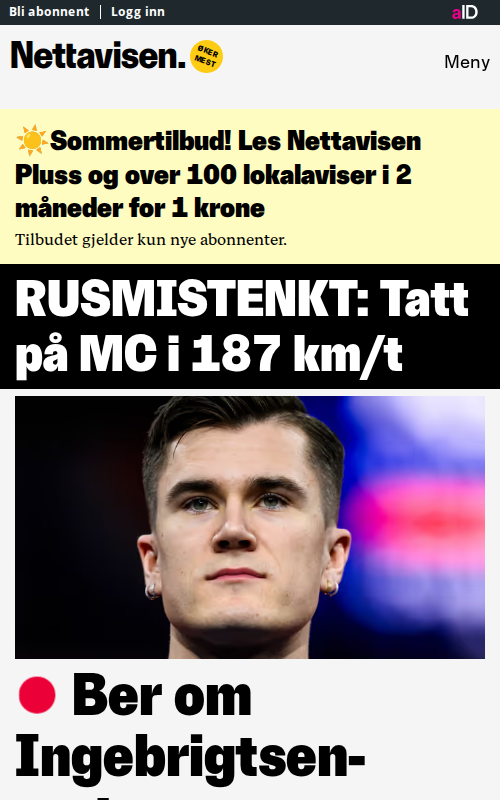 Bli abonnent | Logg inn
aID
Nettavisen.
ØKER
MEST
Meny
Sommertilbud! Les Nettavisen
Pluss og over 100 lokalaviser i 2
måneder for 1 krone
Tilbudet gjelder kun nye abonnenter.
RUSMISTENKT: Tatt
på MC i 187 km/t
Ber om
Ingebrigtsen-